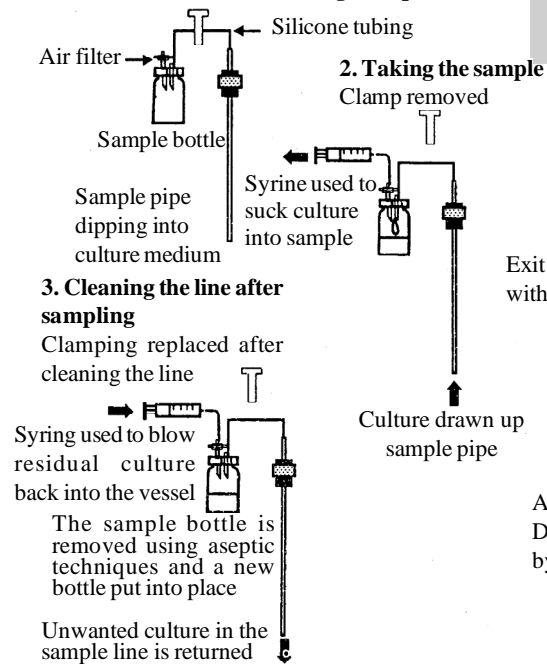 Silicone tubing
Air filter
Sample bottle
Sample pipe
dipping into
culture medium
2. Taking the sample
Clamp removed
Syrine used to
suck culture
into sample
Culture drawn up
sample pipe
3. Cleaning the line after
sampling
Clamping replaced after
cleaning the line
Syring used to blow
residual culture
back into the vessel
The sample bottle is
removed using aseptic
techniques and a new
bottle put into place
Unwanted culture in the
sample line is returned
Exit
with
A
D
by